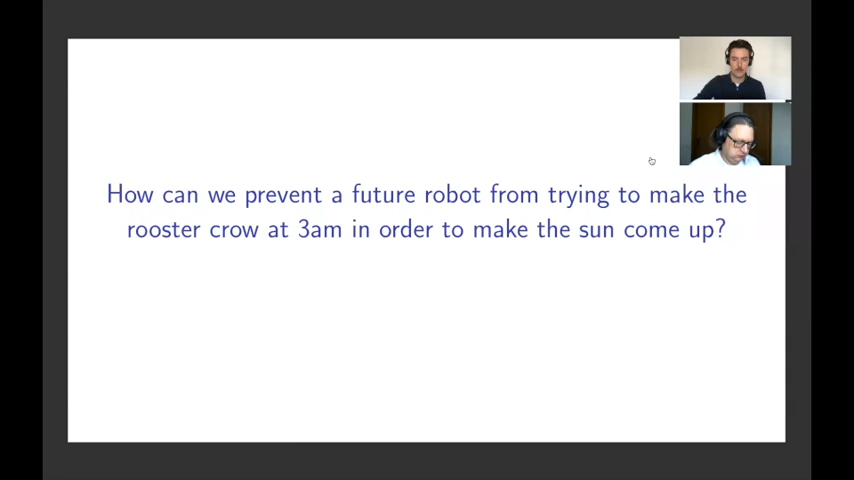 How can we prevent a future robot from trying to make the
rooster crow at 3am in order to make the sun come up?